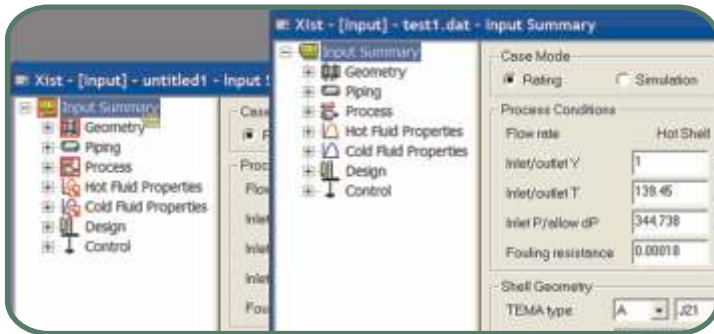 Xist - [Input] - untitled1 - Input S
Input Summary
Geometry
Piping
Process
Hot Fluid Properties
Cold Fluid Properties
Design
Control
Case
Proc
Flow
Inlet
Inlet
Inlet
Fou
Xist - [Input] - test1.dat - Input Summary
Input Summary
Geometry
Piping
Process
Hot Fluid Properties
Cold Fluid Properties
Design
Control
Case Mode
Rating Simulation
Process Conditions
Flow rate Hot Shell
Inlet/outlet Y 1
Inlet/outlet T 139.45
Inlet P/allow dP 344.738
Fouling resistance 0.00018
Shell Geometry
TEMA type A J21